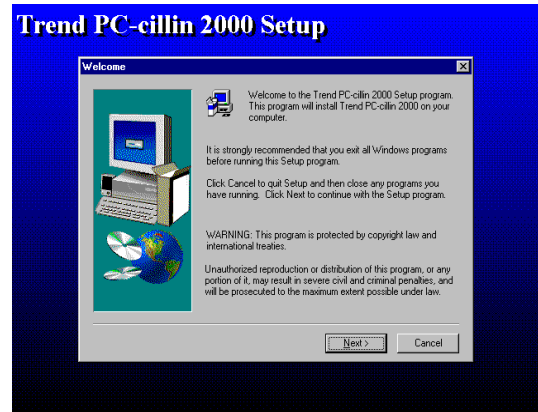 Trend PC-cillin 2000 Setup
Welcome
Welcome to the Trend PC-cillin 2000 Setup program.
This program will install Trend PC-cillin 2000 on your
computer.
It is strongly recommended that you exit all Windows programs
before running this Setup program.
Click Cancel to quit Setup and then close any programs you
have running. Click Next to continue with the Setup program.
WARNING: This program is protected by copyright law and
international treaties.
Unauthorized reproduction or distribution of this program, or any
portion of it, may result in severe civil and criminal penalties, and
will be prosecuted to the maximum extent possible under law.
Next > Cancel